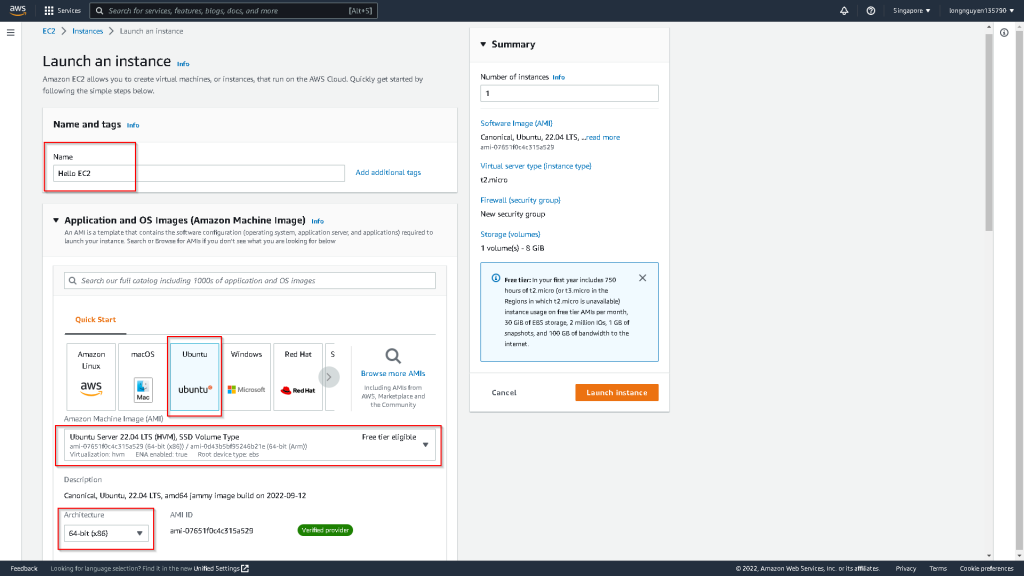 aws
Services
Search for services, features, blogs, docs, and more
[Alt+S]
Singapore
longnguyen135790
EC2 > Instances > Launch an instance
Launch an instance Info
Amazon EC2 allows you to create virtual machines, or instances, that run on the AWS Cloud. Quickly get started by
following the simple steps below.
Name and tags Info
Name
Hello EC2
Add additional tags
Application and OS Images (Amazon Machine Image) Info
An AMI is a template that contains the software configuration (operating system, application server, and applications) required to
launch your instance. Search or Browse for AMIs if you don't see what you are looking for below
Search our full catalog including 1000s of application and OS images
Quick Start
Amazon
Linux
aws
macOS
Mac
Ubuntu
ubuntu
Windows
Microsoft
Red Hat
Red Hat
S
Browse more AMIs
Including AMIs from
AWS, Marketplace and
the Community
Amazon Machine Image (AMI)
Ubuntu Server 22.04 LTS (HVM), SSD Volume Type
Free tier eligible
ami-07651f0c4c315a529 (64-bit (x86)) / ami-0d43b5bf95246b21e (64-bit (Arm))
Virtualization: hvm ENA enabled: true Root device type: ebs
Description
Canonical, Ubuntu, 22.04 LTS, amd64 jammy image build on 2022-09-12
Architecture
64-bit (x86)
AMI ID
ami-07651f0c4c315a529
Verified provider
Summary
Number of instances Info
1
Software Image (AMI)
Canonical, Ubuntu, 22.04 LTS, ...read more
ami-07651f0c4c315a529
Virtual server type (instance type)
t2.micro
Firewall (security group)
New security group
Storage (volumes)
1 volume(s) - 8 GiB
Free tier: In your first year includes 750
hours of t2.micro (or t3.micro in the
Regions in which t2.micro is unavailable)
instance usage on free tier AMIs per month,
30 GiB of EBS storage, 2 million IOs, 1 GB of
snapshots, and 100 GB of bandwidth to the
internet.
Cancel
Launch instance
Feedback
Looking for language selection? Find it in the new Unified Settings
© 2022, Amazon Web Services, Inc. or its affiliates.
Privacy
Terms
Cookie preferences